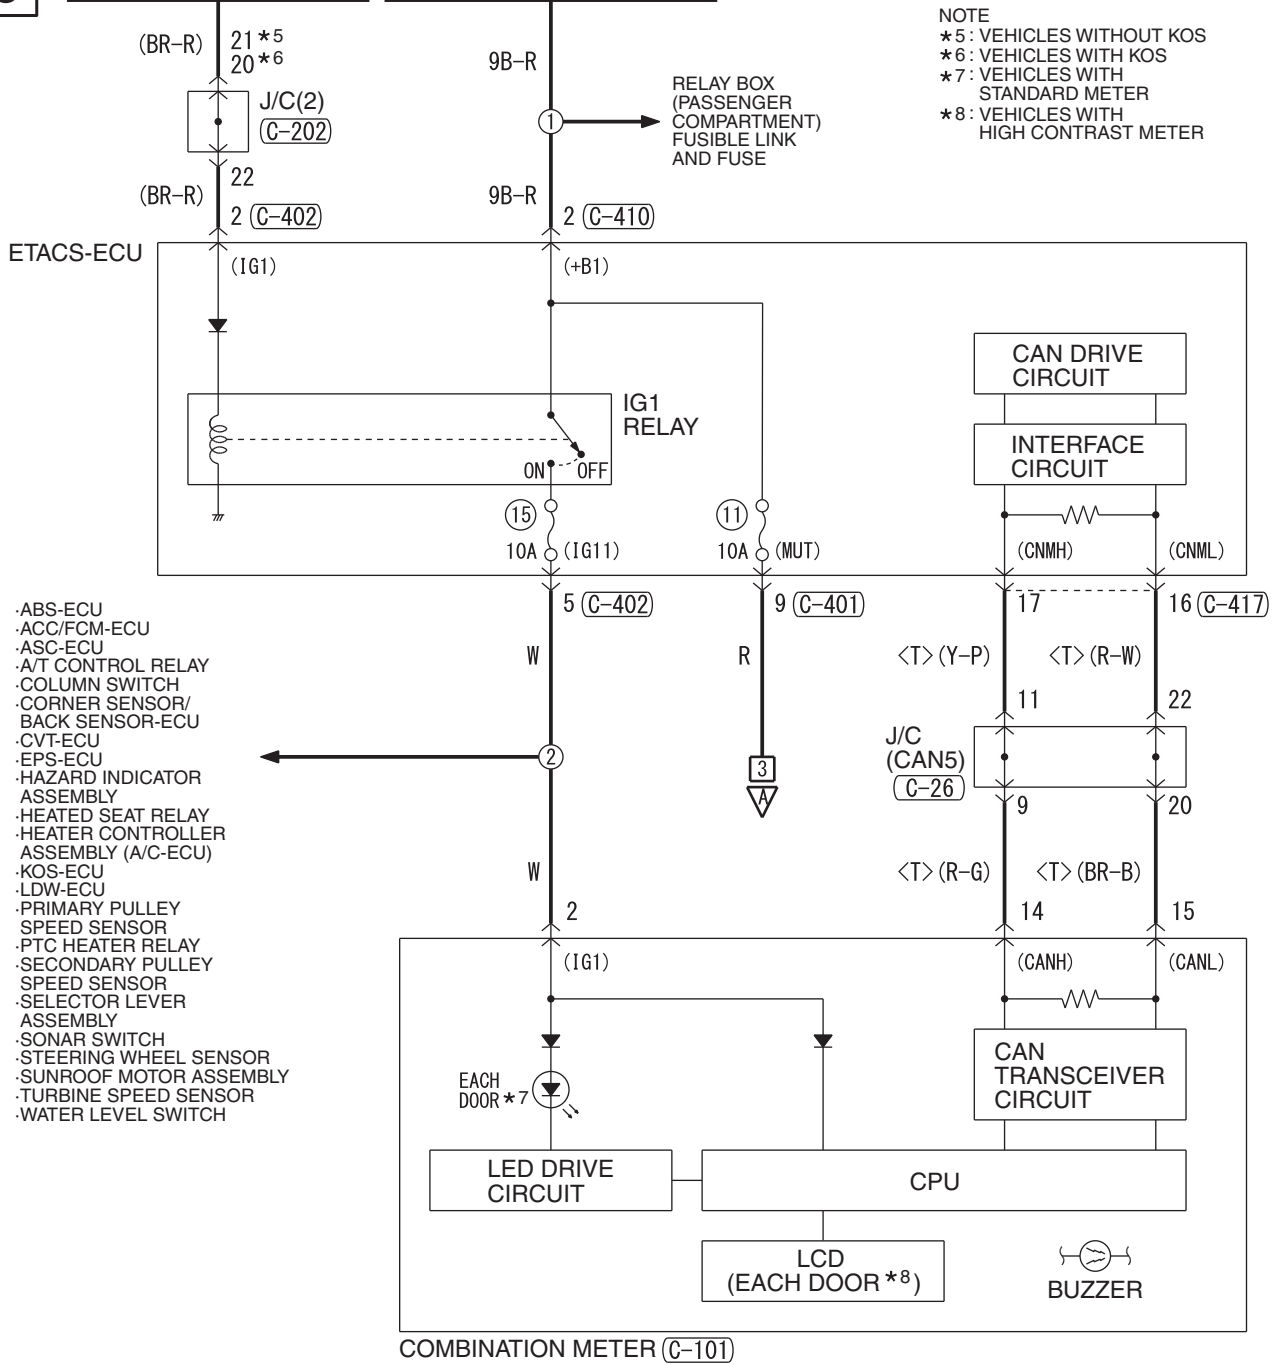 NOTE
*5: VEHICLES WITHOUT KOS
*6: VEHICLES WITH KOS
*7: VEHICLES WITH
STANDARD METER
*8: VEHICLES WITH
HIGH CONTRAST METER
(BR-R)
21 *5
20 *6
9B-R
J/C(2)
(C-202)
1
RELAY BOX
(PASSENGER
COMPARTMENT)
FUSIBLE LINK
AND FUSE
22
(BR-R)
9B-R
2 (C-402)
2 (C-410)
ETACS-ECU
(IG1)
(+B1)
CAN DRIVE
CIRCUIT
IG1
RELAY
INTERFACE
CIRCUIT
ON
OFF
15
11
10A
(IG11)
10A
(MUT)
(CNMH)
(CNML)
5 (C-402)
9 (C-401)
17
16 (C-417)
·ABS-ECU
·ACC/FCM-ECU
·ASC-ECU
·A/T CONTROL RELAY
·COLUMN SWITCH
·CORNER SENSOR/
BACK SENSOR-ECU
·CVT-ECU
·EPS-ECU
·HAZARD INDICATOR
ASSEMBLY
·HEATED SEAT RELAY
·HEATER CONTROLLER
ASSEMBLY (A/C-ECU)
·KOS-ECU
·LDW-ECU
·PRIMARY PULLEY
SPEED SENSOR
·PTC HEATER RELAY
·SECONDARY PULLEY
SPEED SENSOR
·SELECTOR LEVER
ASSEMBLY
·SONAR SWITCH
·STEERING WHEEL SENSOR
·SUNROOF MOTOR ASSEMBLY
·TURBINE SPEED SENSOR
·WATER LEVEL SWITCH
W
R
<T>(Y-P)
<T>(R-W)
11
22
2
3
A
J/C
(CAN5)
(C-26)
9
20
W
<T>(R-G)
<T>(BR-B)
2
14
15
(IG1)
(CANH)
(CANL)
EACH
DOOR *7
CAN
TRANSCEIVER
CIRCUIT
LED DRIVE
CIRCUIT
CPU
LCD
(EACH DOOR *8)
BUZZER
COMBINATION METER (C-101)